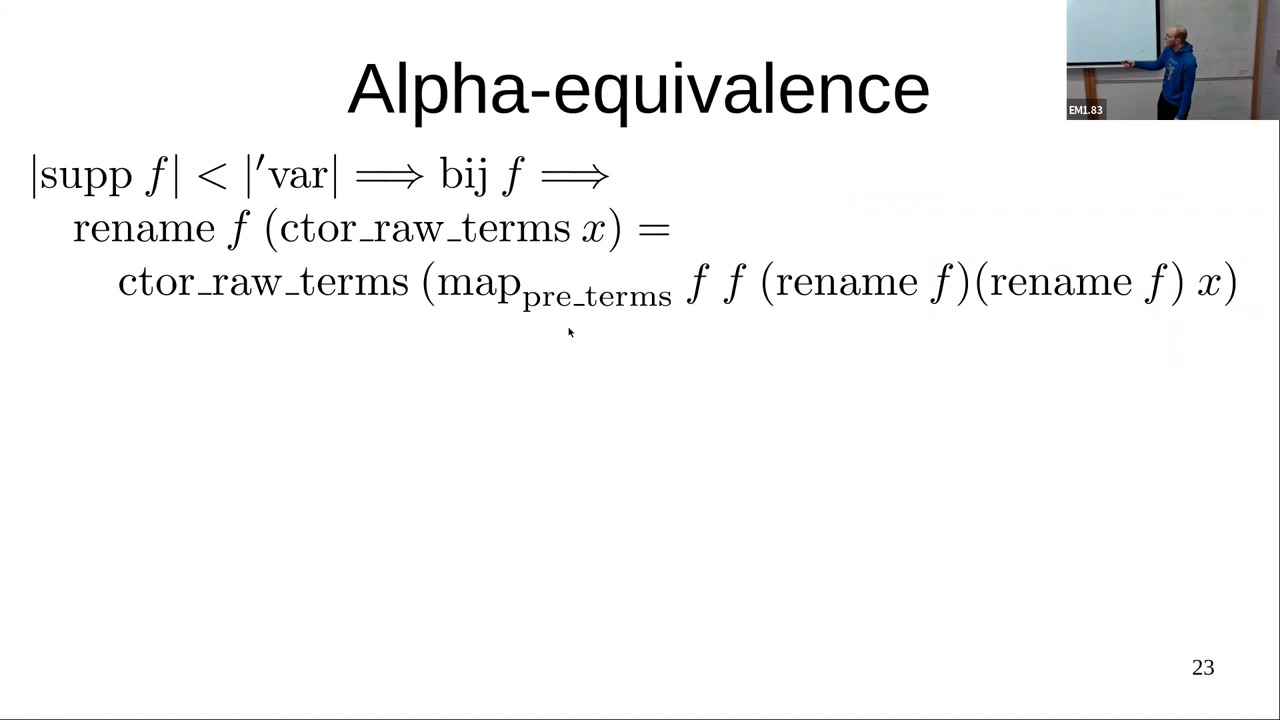 Alpha-equivalence
EM1.83
|supp f| < |′var| ⟹ bij f ⟹
rename f (ctor_raw_terms x) =
ctor_raw_terms (map_pre_terms f f (rename f)(rename f) x)
23